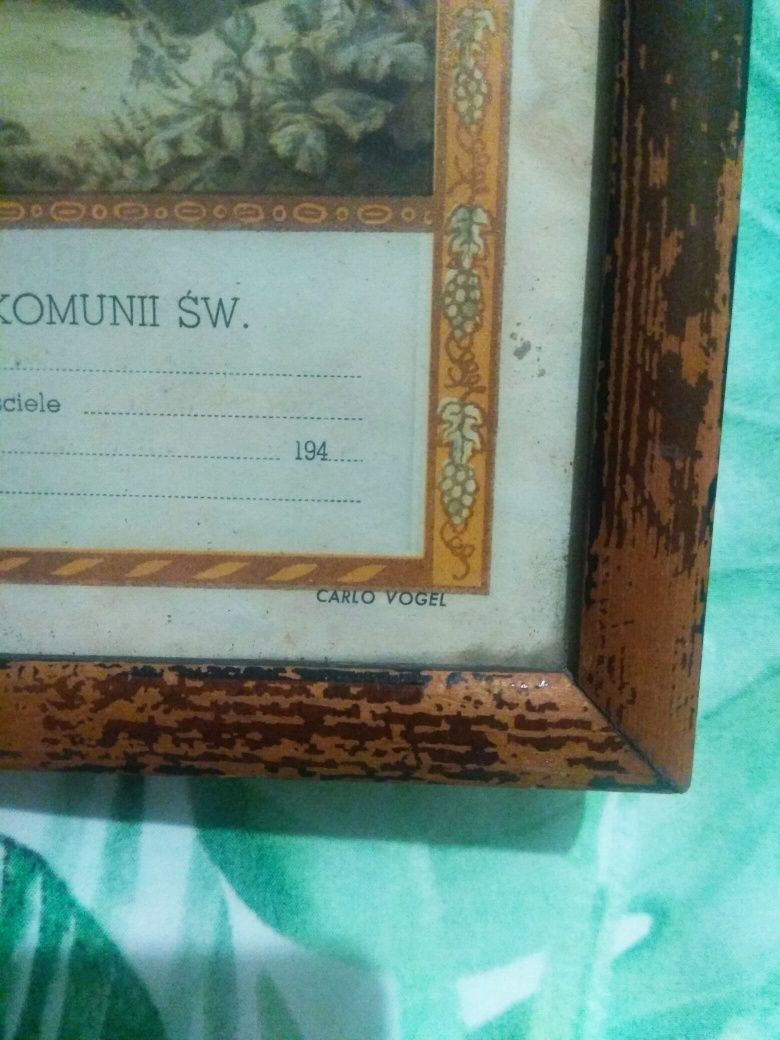 KOMUNII ŚW.
ściele
194
CARLO VOGEL